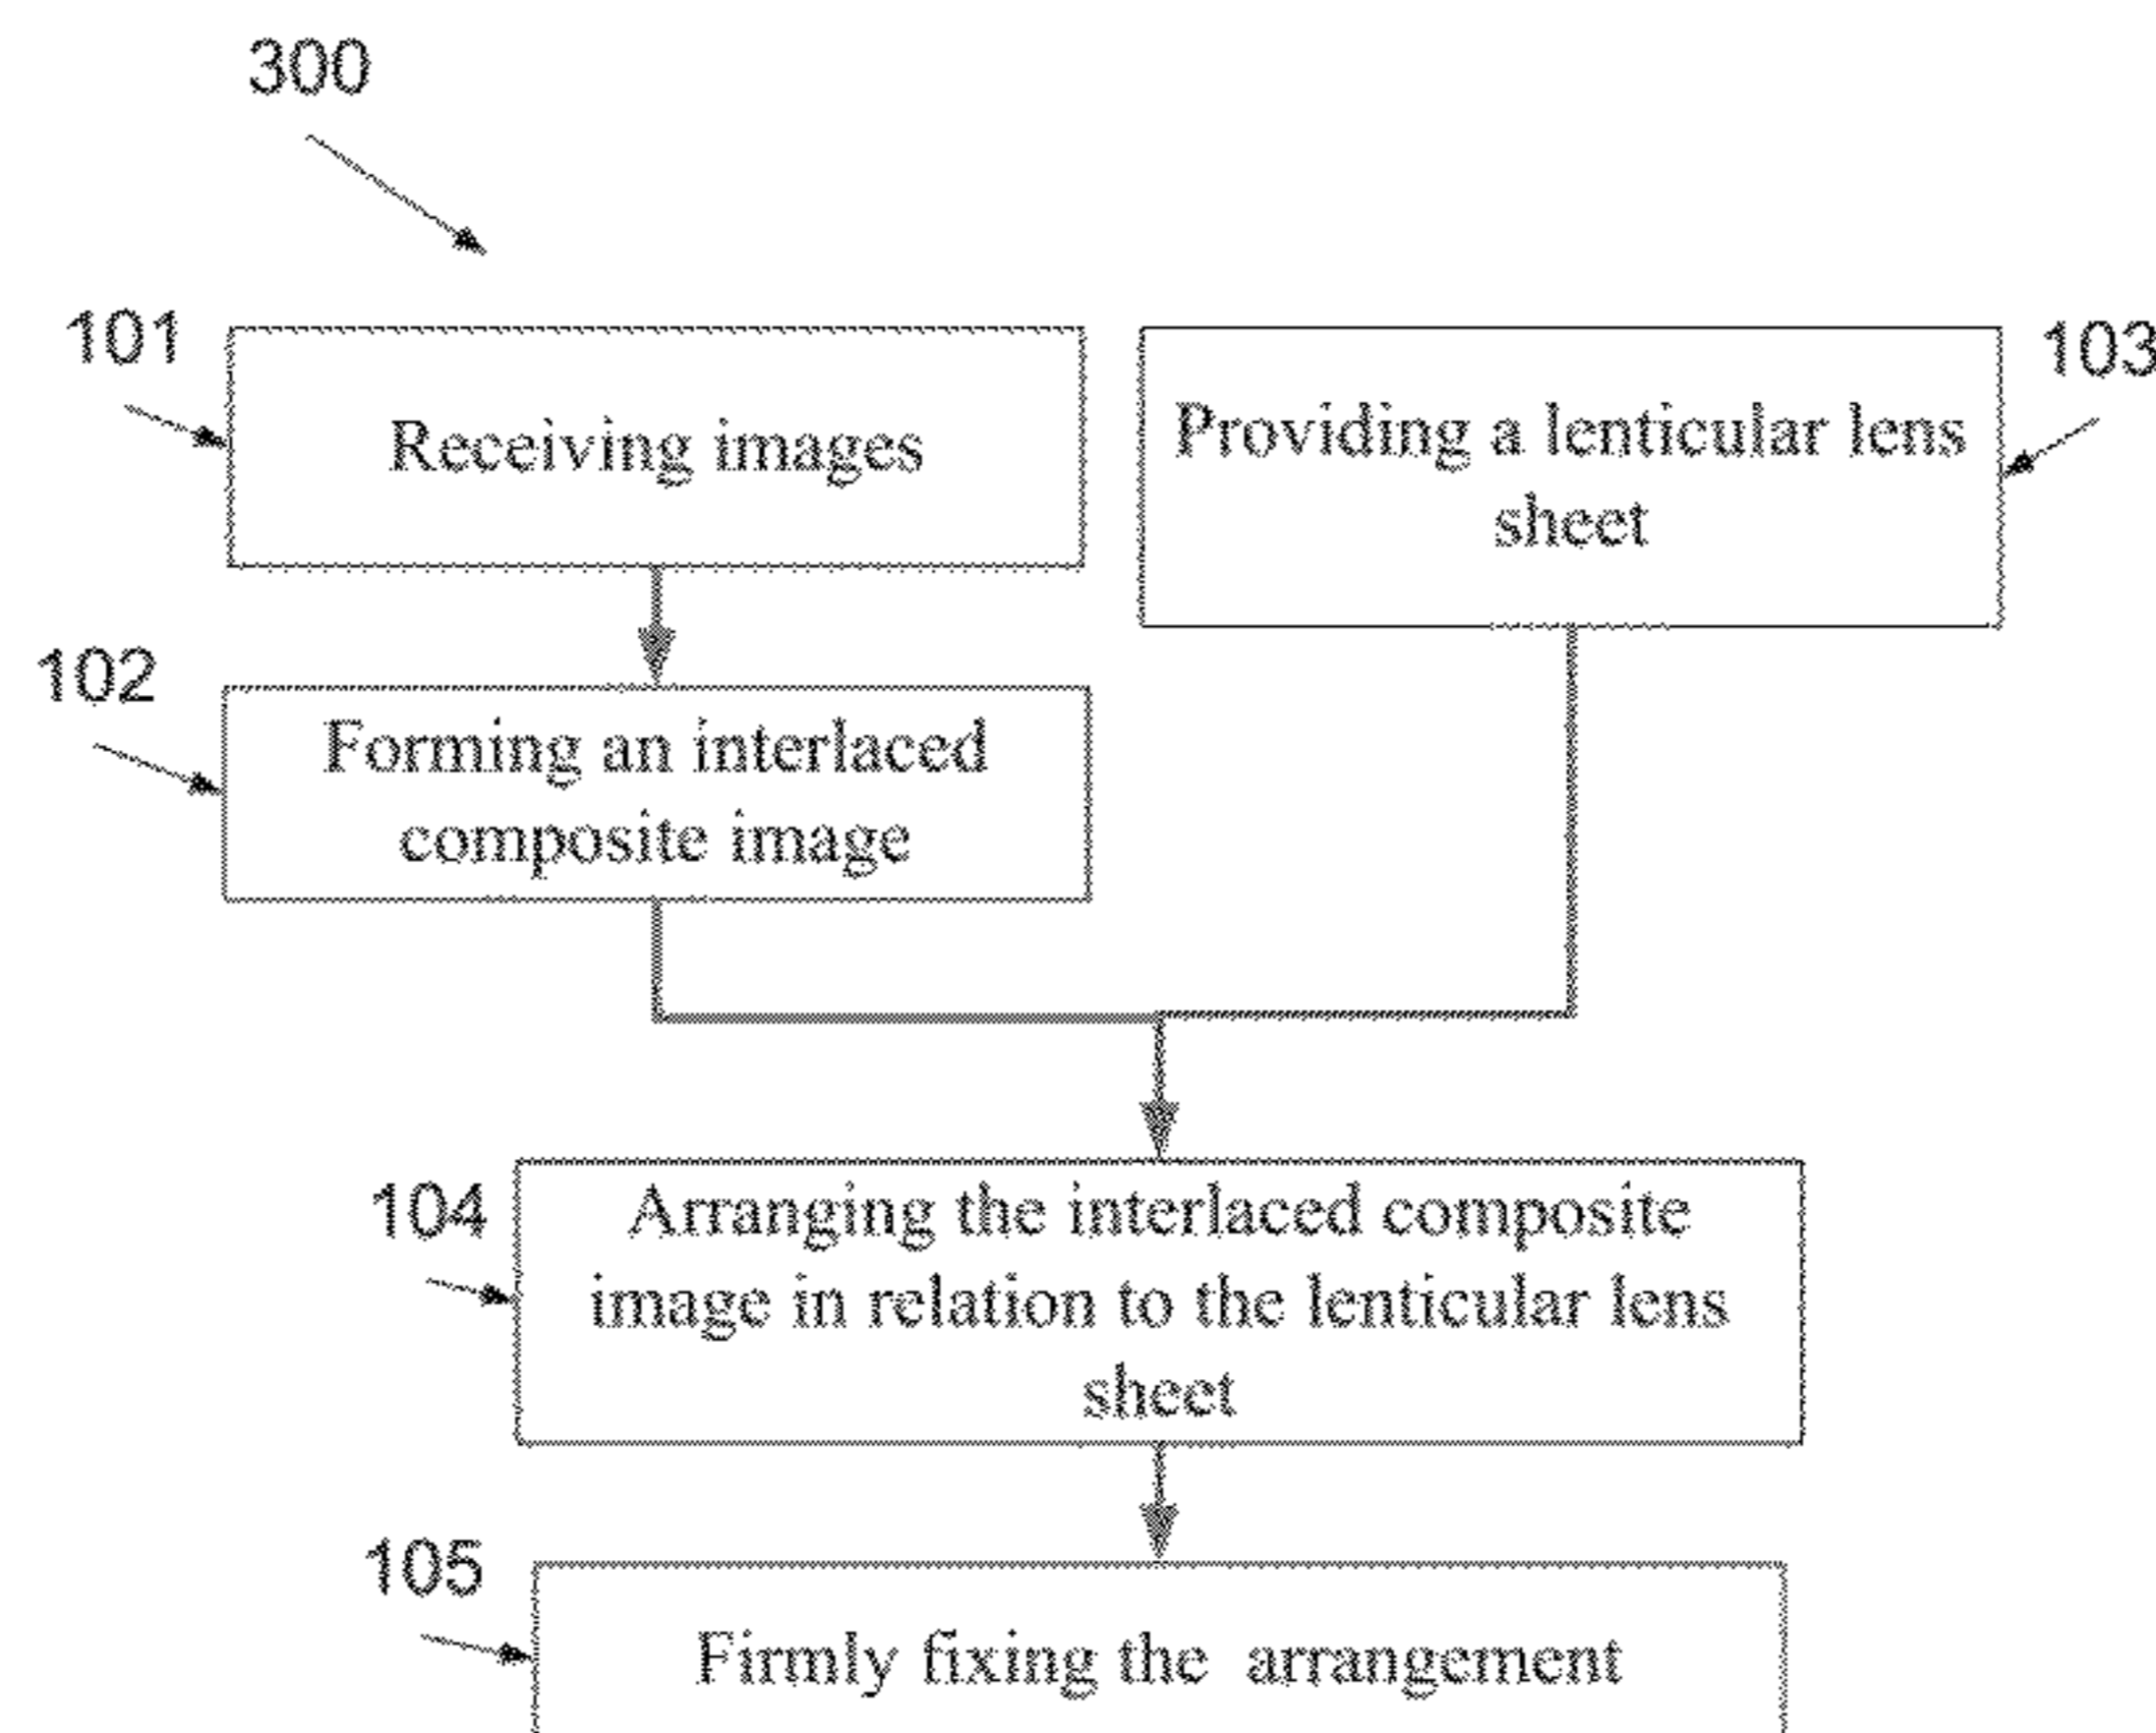 300
101
Receiving images
103
Providing a lenticular lens
sheet
102
Forming an interlaced
composite image
104
Arranging the interlaced composite
image in relation to the lenticular lens
sheet
105
Firmly fixing the arrangement